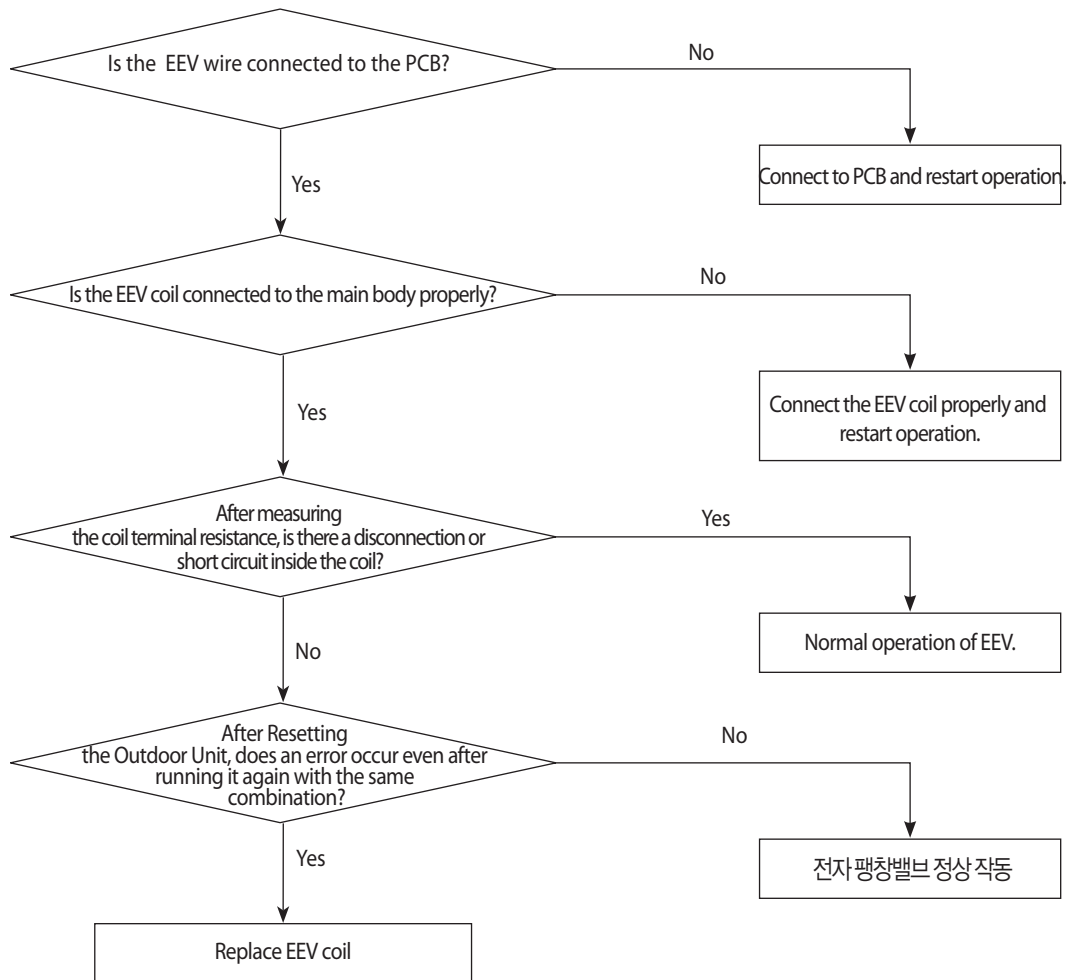 Is the EEV wire connected to the PCB?
No
Connect to PCB and restart operation.
Yes
Is the EEV coil connected to the main body properly?
No
Connect the EEV coil properly and
restart operation.
Yes
After measuring
the coil terminal resistance, is there a disconnection or
short circuit inside the coil?
Yes
Normal operation of EEV.
No
After Resetting
the Outdoor Unit, does an error occur even after
running it again with the same
combination?
No
전자 팽창밸브 정상 작동
Yes
Replace EEV coil